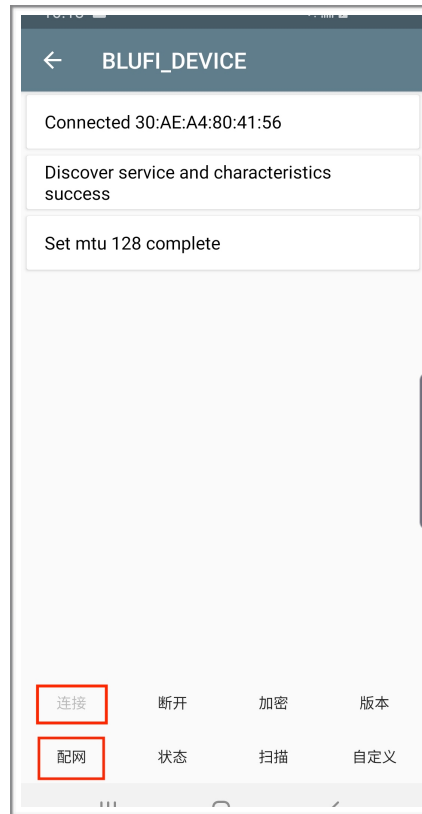 BLUFI_DEVICE
Connected 30:AE:A4:80:41:56
Discover service and characteristics
success
Set mtu 128 complete
连接 断开 加密 版本
配网 状态 扫描 自定义